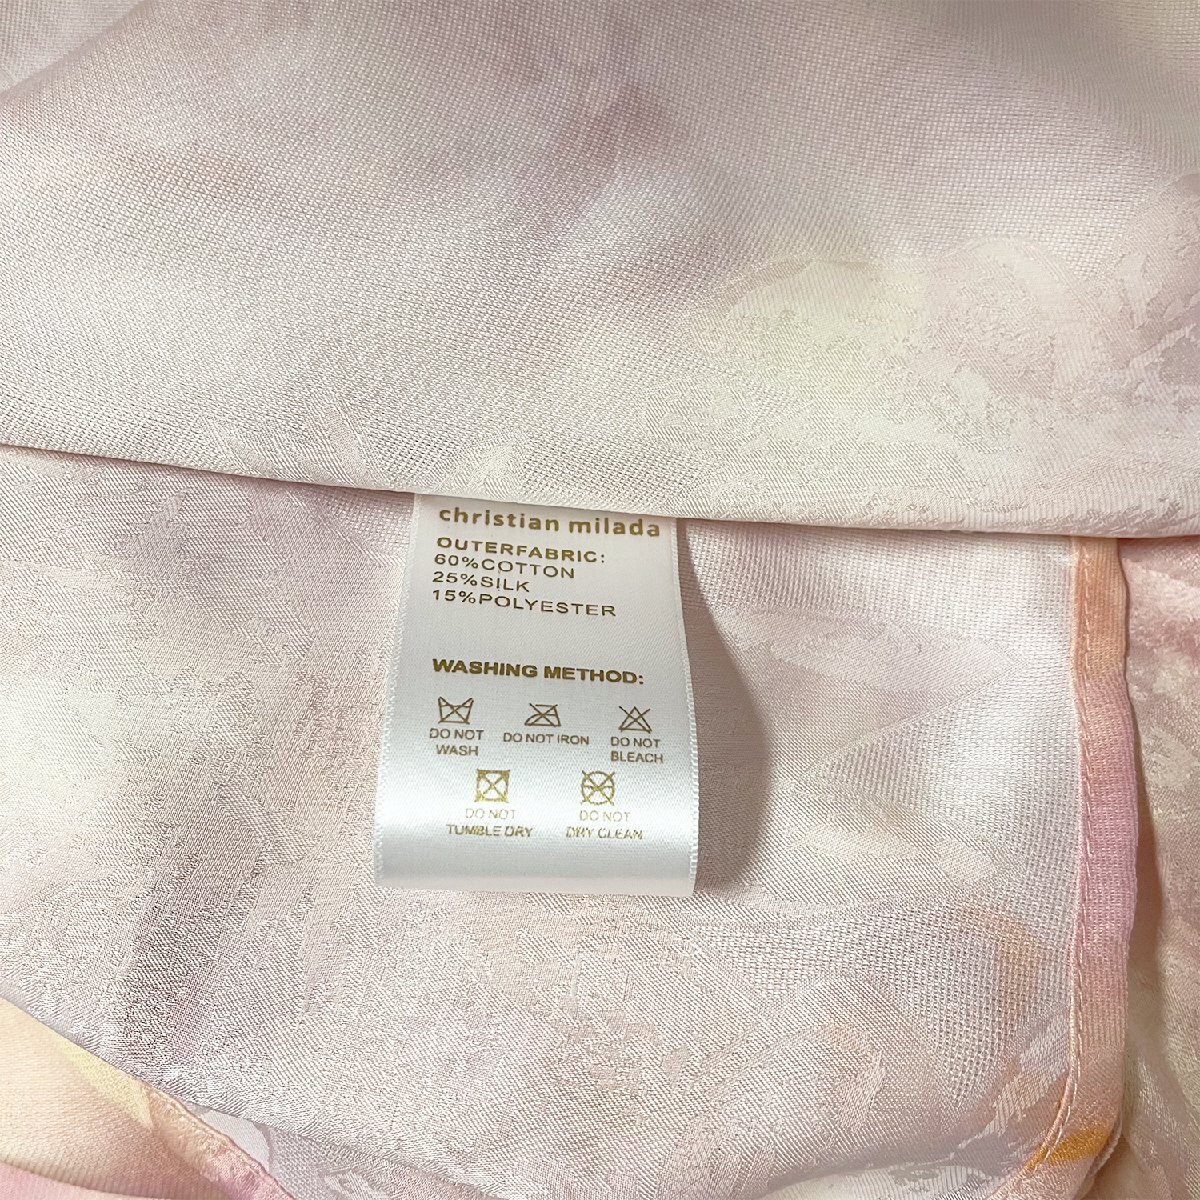 christian milada
OUTERFABRIC:
60%COTTON
25%SILK
15%POLYESTER
WASHING METHOD:
DO NOT
WASH
DO NOT IRON
DO NOT
BLEACH
DO NOT
TUMBLE DRY
DO NOT
DRY CLEAN